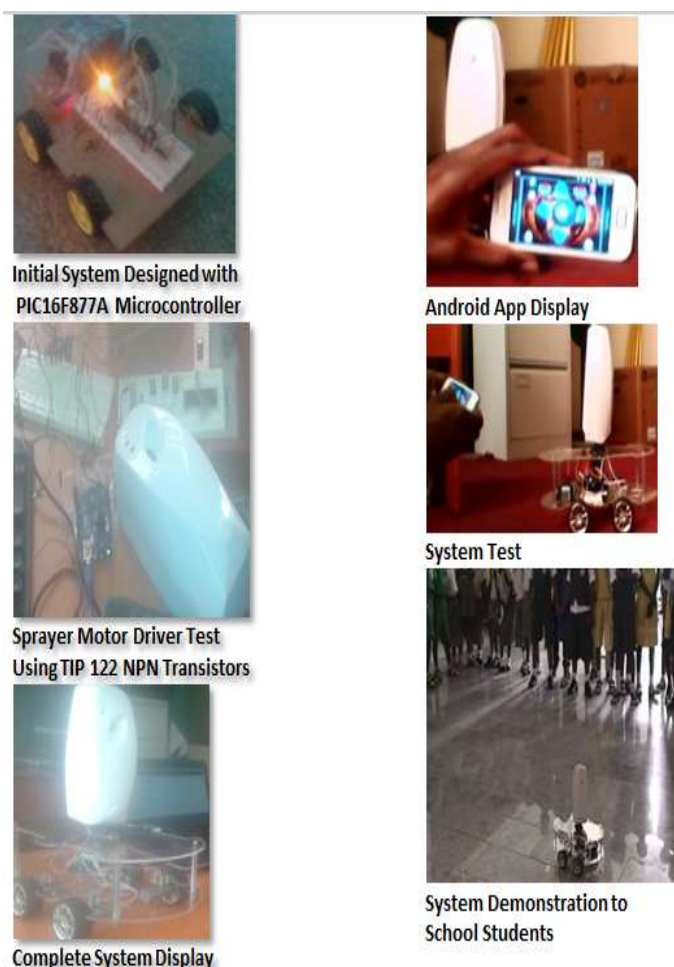 Initial System Designed with
PIC16F877A Microcontroller
Sprayer Motor Driver Test
Using TIP 122 NPN Transistors
Complete System Display
Android App Display
System Test
System Demonstration to
School Students